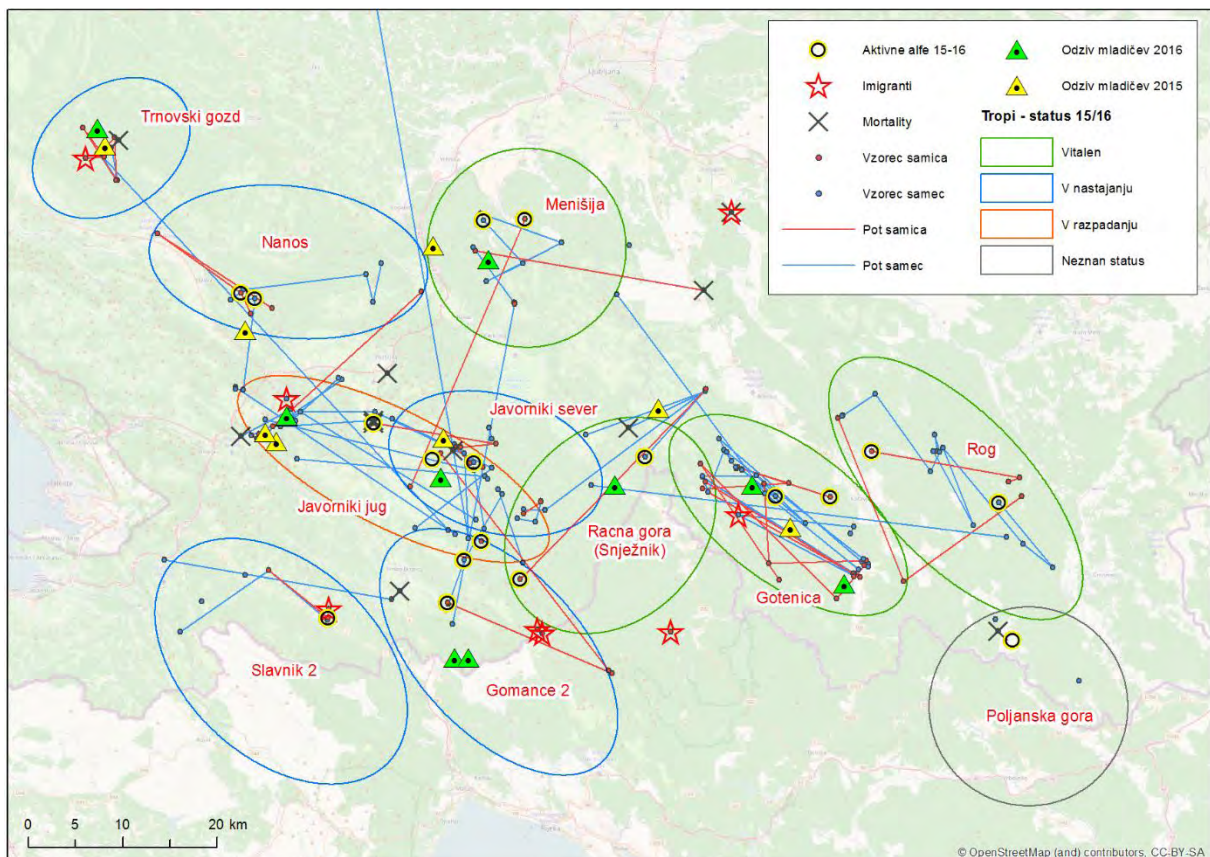 Aktivne alfe 15-16
Imigranti
Mortality
Vzorec samica
Vzorec samec
Pot samica
Pot samec
Odziv mladičev 2016
Odziv mladičev 2015
Tropi - status 15/16
Vitalen
V nastajanju
V razpadanju
Neznan status
Trnovski gozd
Nanos
Menišija
Javorniki sever
Javorniki jug
Racna gora
(Snježnik)
Rog
Gotenica
Slavnik 2
Gomance 2
Poljanska gora
0 5 10 20 km
© OpenStreetMap (and) contributors, CC-BY-SA